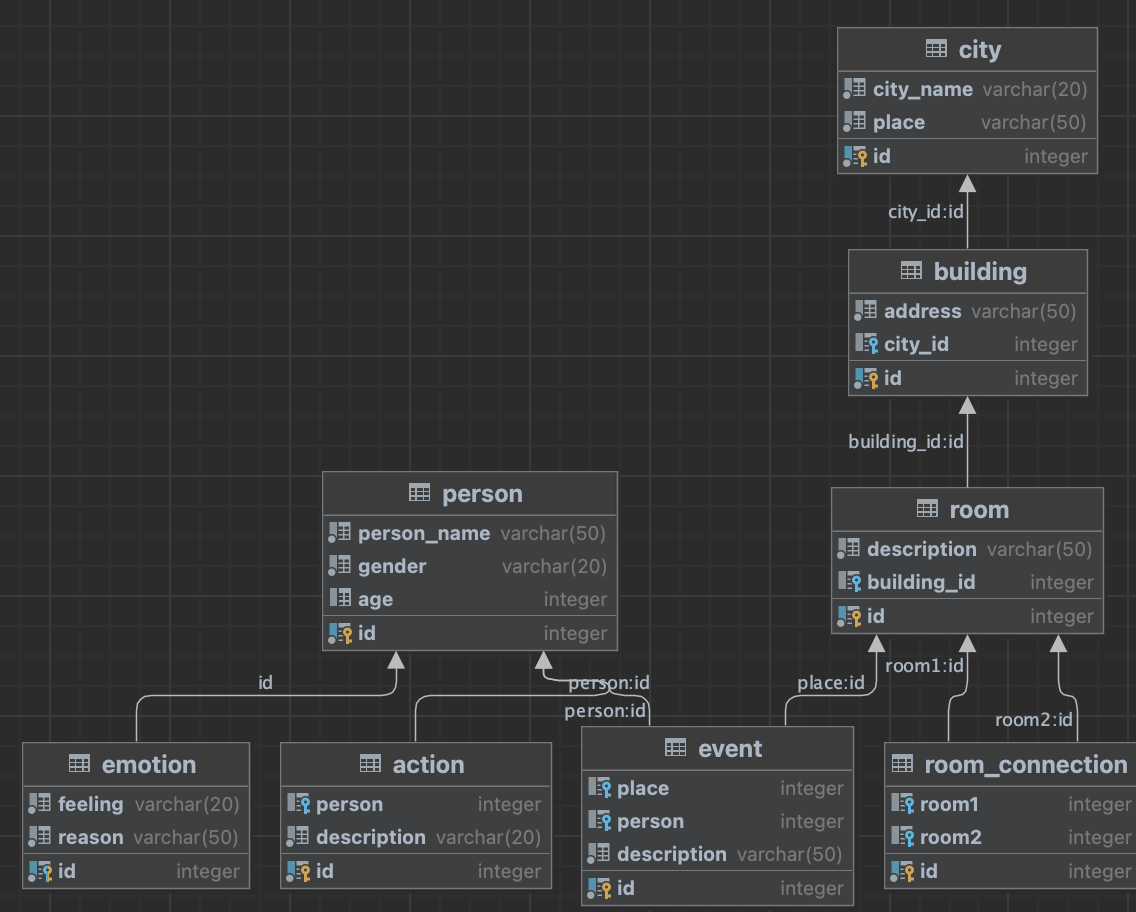 city
city_name varchar(20)
place varchar(50)
id integer
city_id:id
building
address varchar(50)
city_id integer
id integer
building_id:id
person
person_name varchar(50)
gender varchar(20)
age integer
id integer
room
description varchar(50)
building_id integer
id integer
id
person:id
person:id
place:id
room1:id
room2:id
emotion
feeling varchar(20)
reason varchar(50)
id integer
action
person integer
description varchar(20)
id integer
event
place integer
person integer
description varchar(50)
id integer
room_connection
room1 integer
room2 integer
id integer